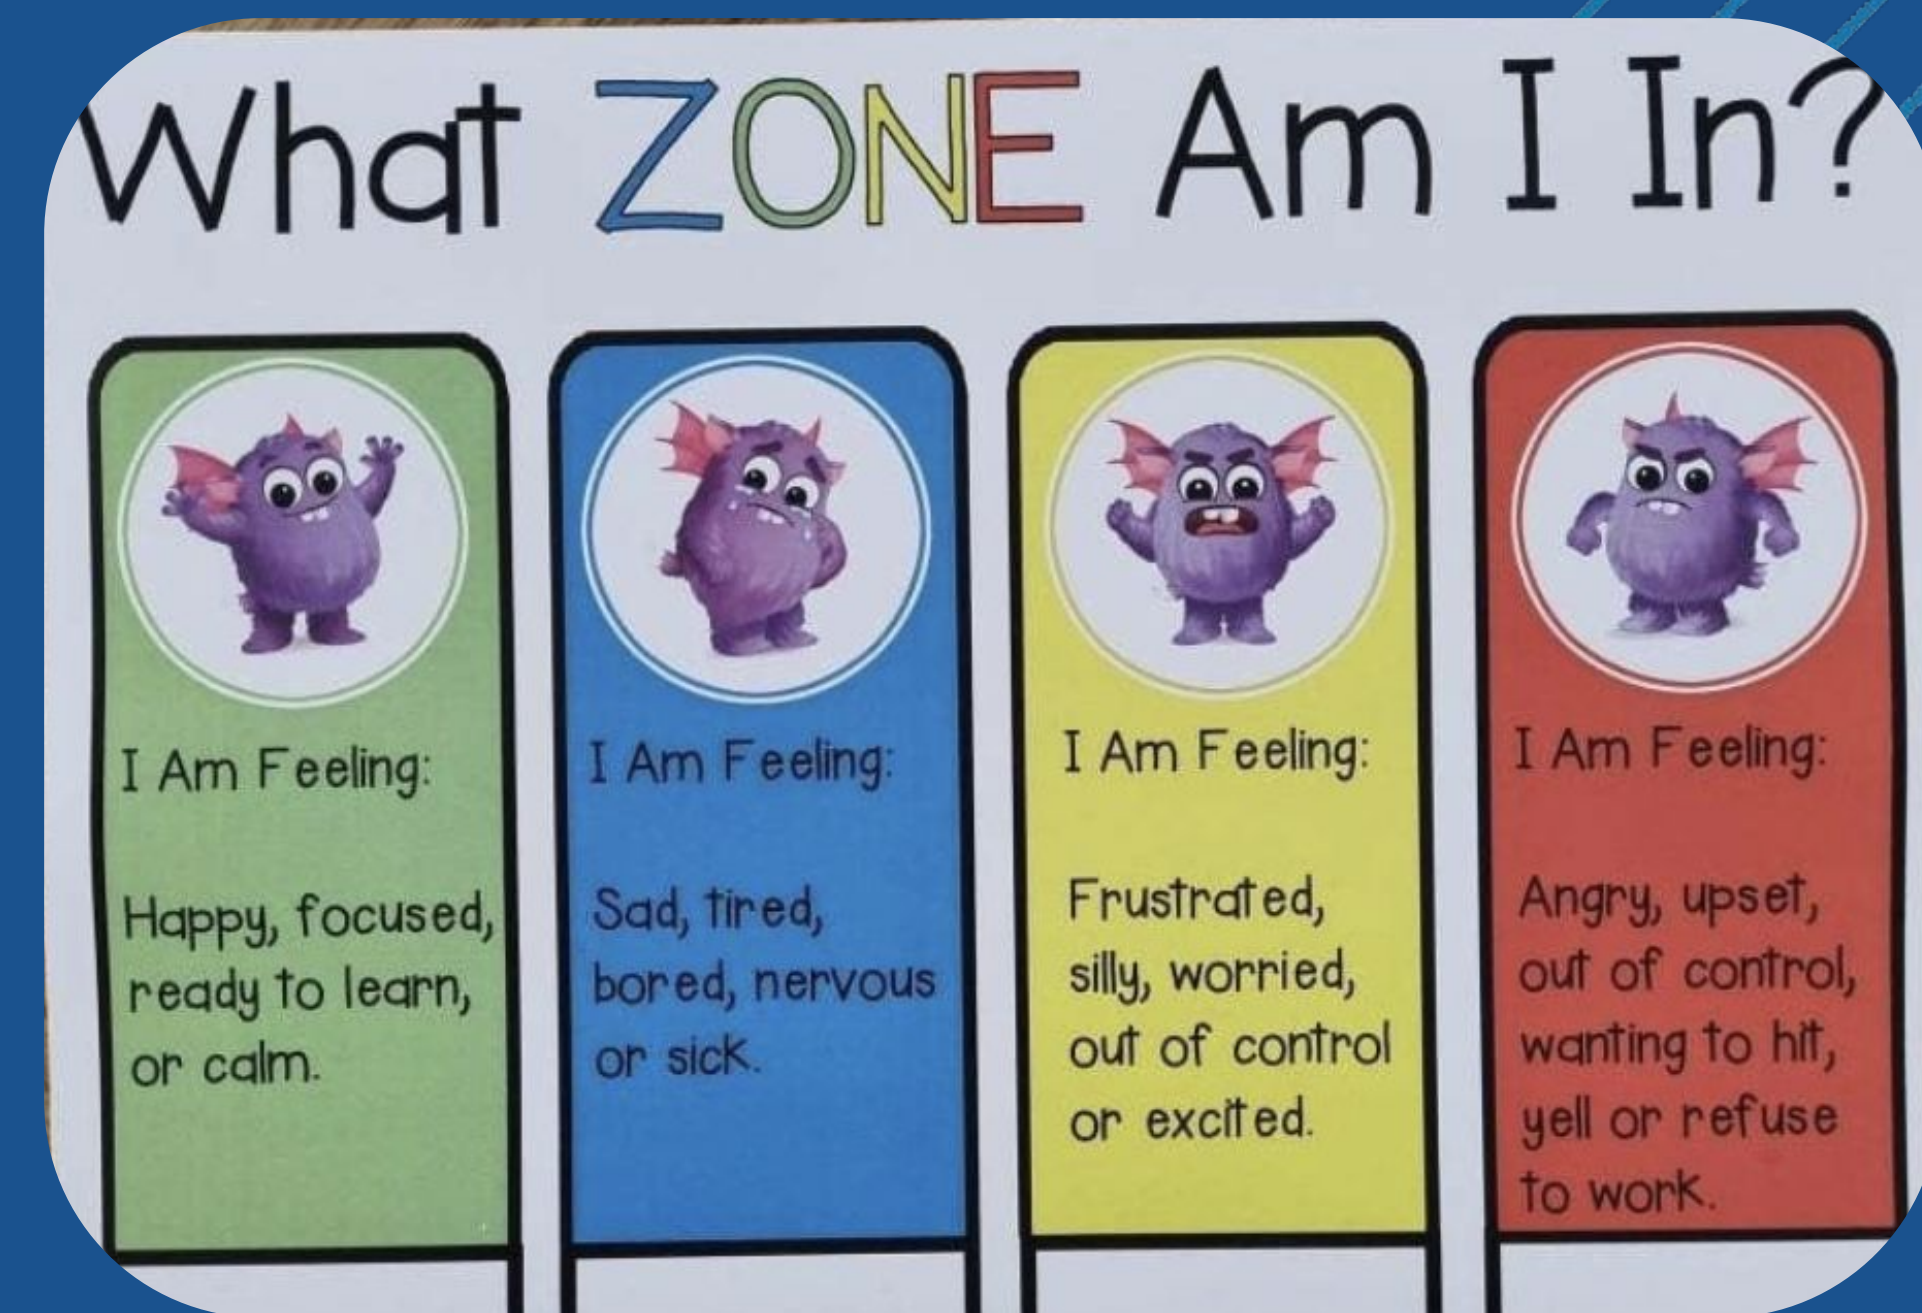 What ZONE Am I In?
I Am Feeling:
Happy, focused,
ready to learn,
or calm.
I Am Feeling:
Sad, tired,
bored, nervous
or sick.
I Am Feeling:
Frustrated,
silly, worried,
out of control
or excited.
I Am Feeling:
Angry, upset,
out of control,
wanting to hit,
yell or refuse
to work.